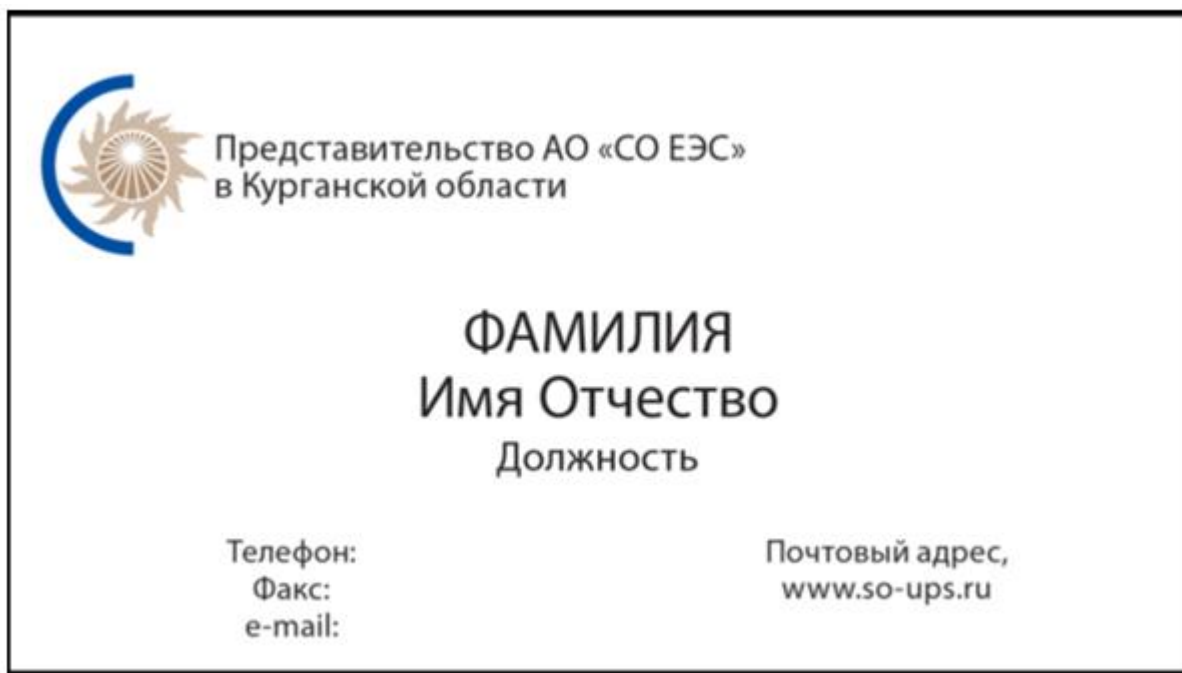 Представительство АО «СО ЕЭС»
в Курганской области
ФАМИЛИЯ
Имя Отчество
Должность
Телефон:
Факс:
e-mail:
Почтовый адрес,
www.so-ups.ru